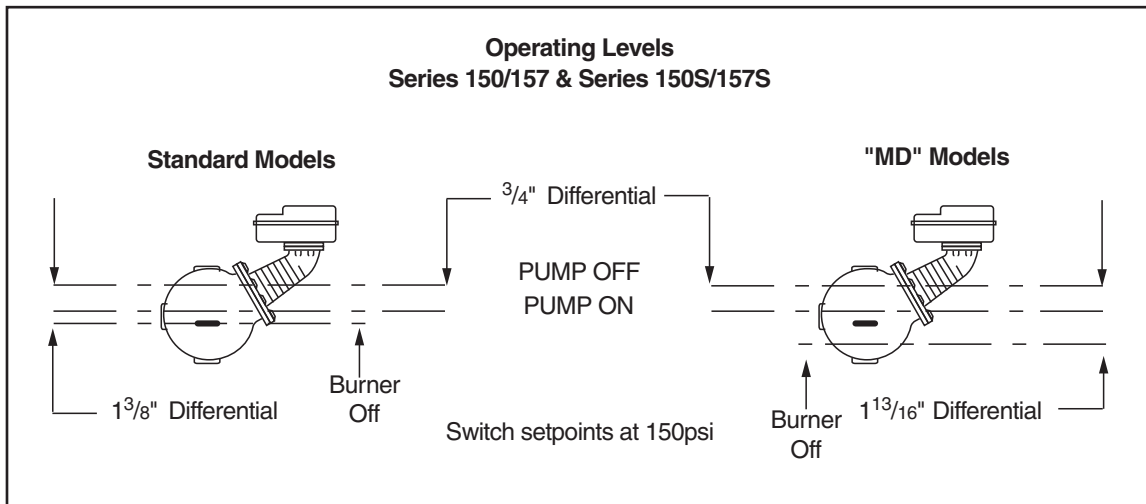 Operating Levels
Series 150/157 & Series 150S/157S
Standard Models
"MD" Models
3/4" Differential
PUMP OFF
PUMP ON
Burner
Off
1 3/8" Differential
Switch setpoints at 150psi
Burner
Off
1 13/16" Differential